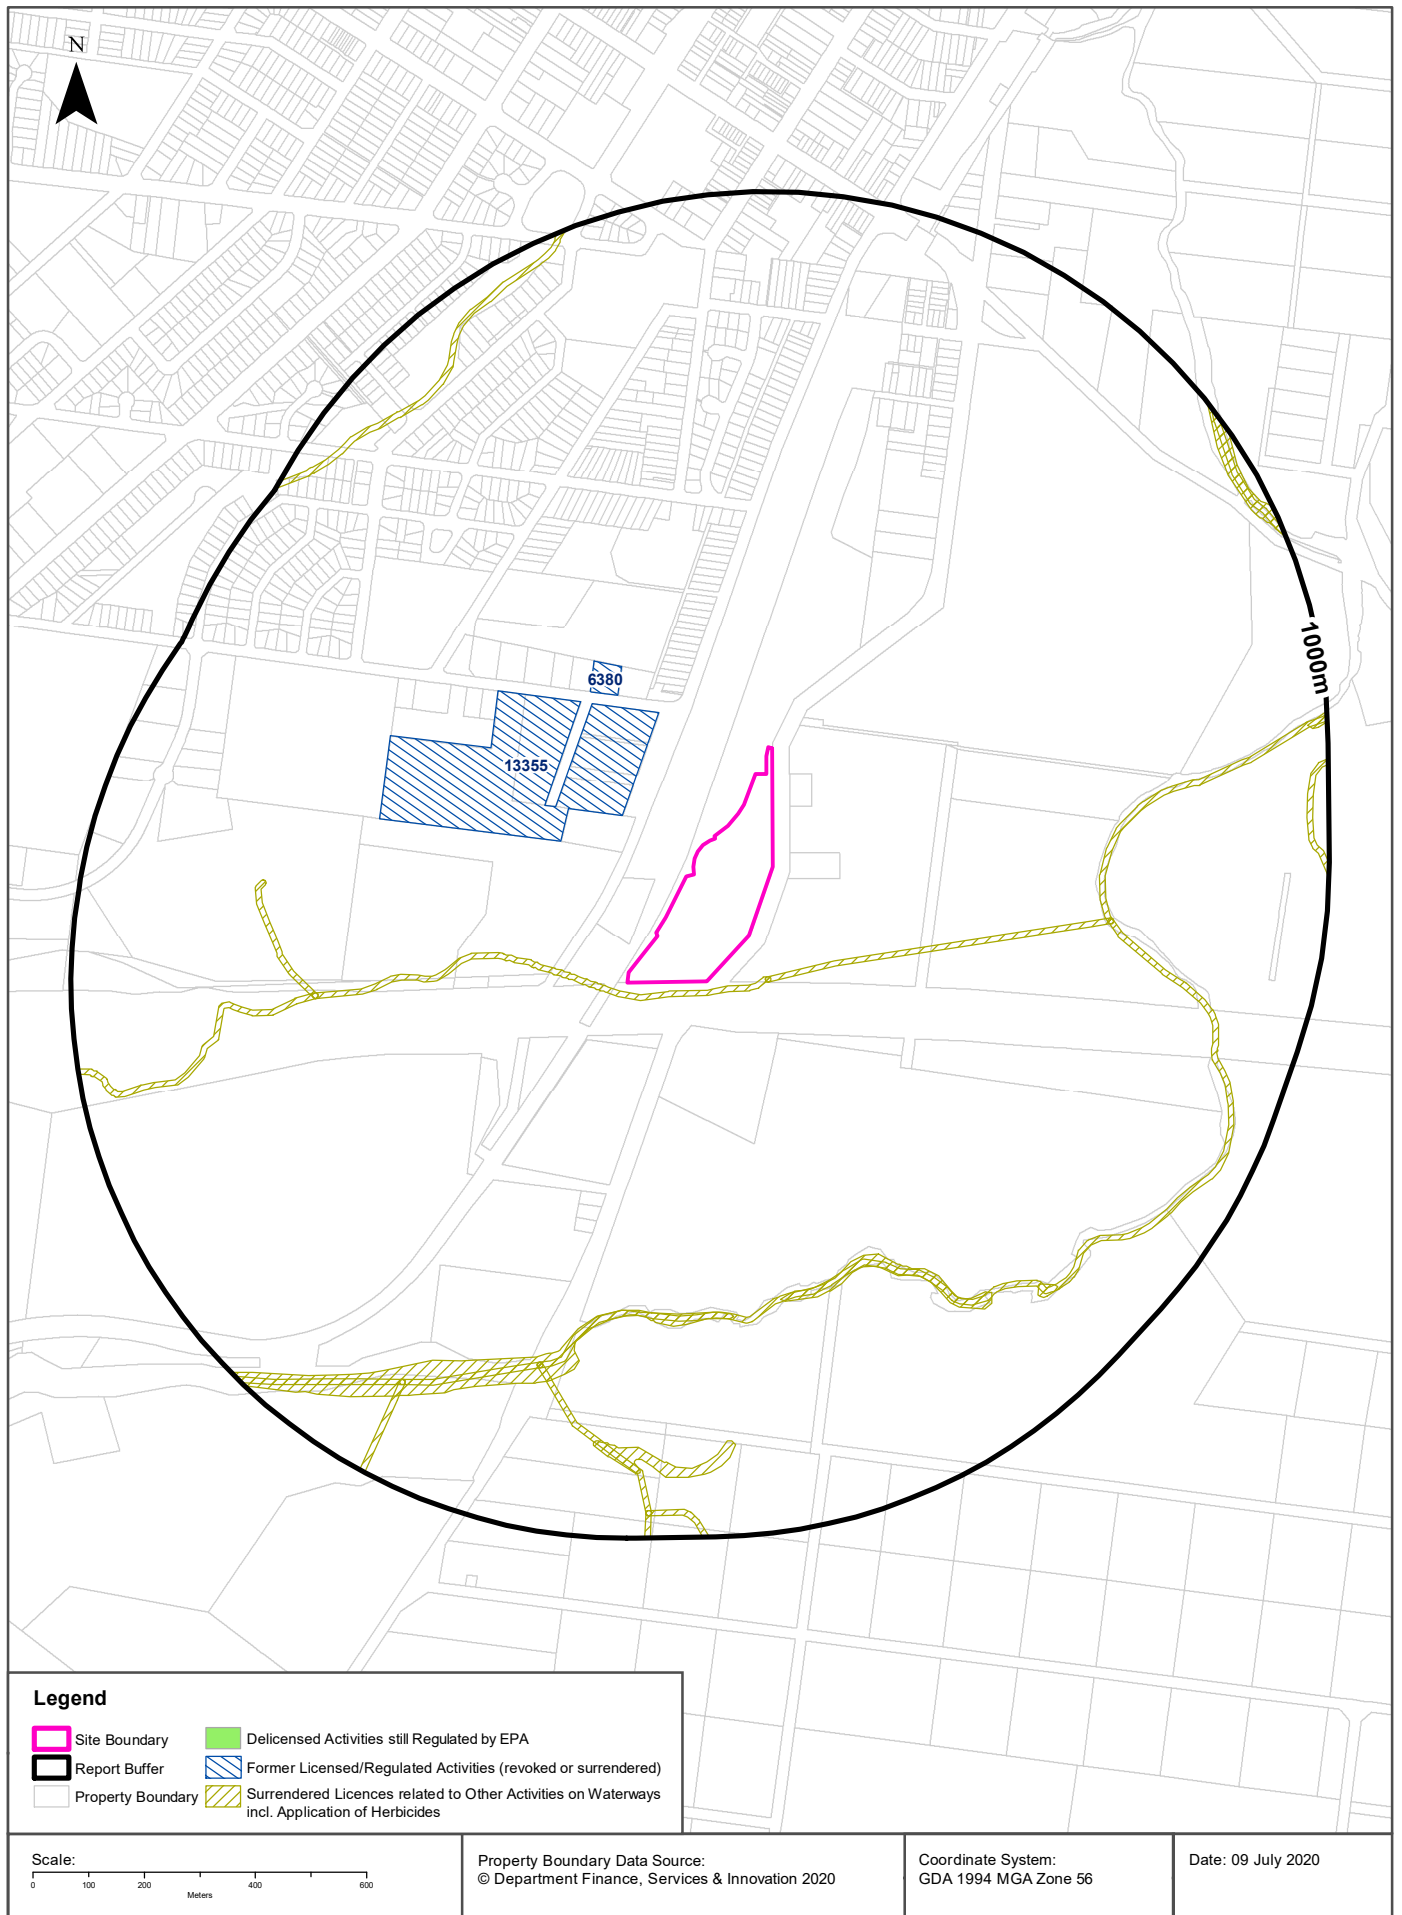 N
1000m
6380
13355
Legend
Site Boundary
Report Buffer
Property Boundary
Delicensed Activities still Regulated by EPA
Former Licensed/Regulated Activities (revoked or surrendered)
Surrendered Licences related to Other Activities on Waterways
incl. Application of Herbicides
Scale:
0 100 200 400 600
Meters
Property Boundary Data Source:
© Department Finance, Services & Innovation 2020
Coordinate System:
GDA 1994 MGA Zone 56
Date: 09 July 2020